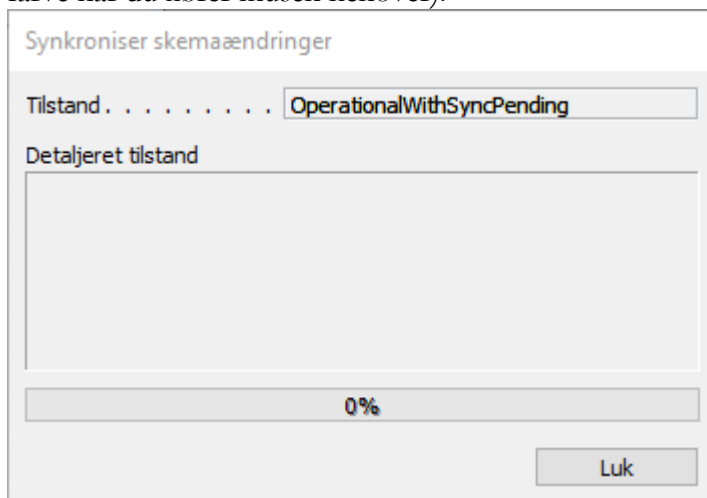 Synkroniser skemaændringer
Tilstand . . . . . . . . . OperationalWithSyncPending
Detaljeret tilstand
0%
Luk